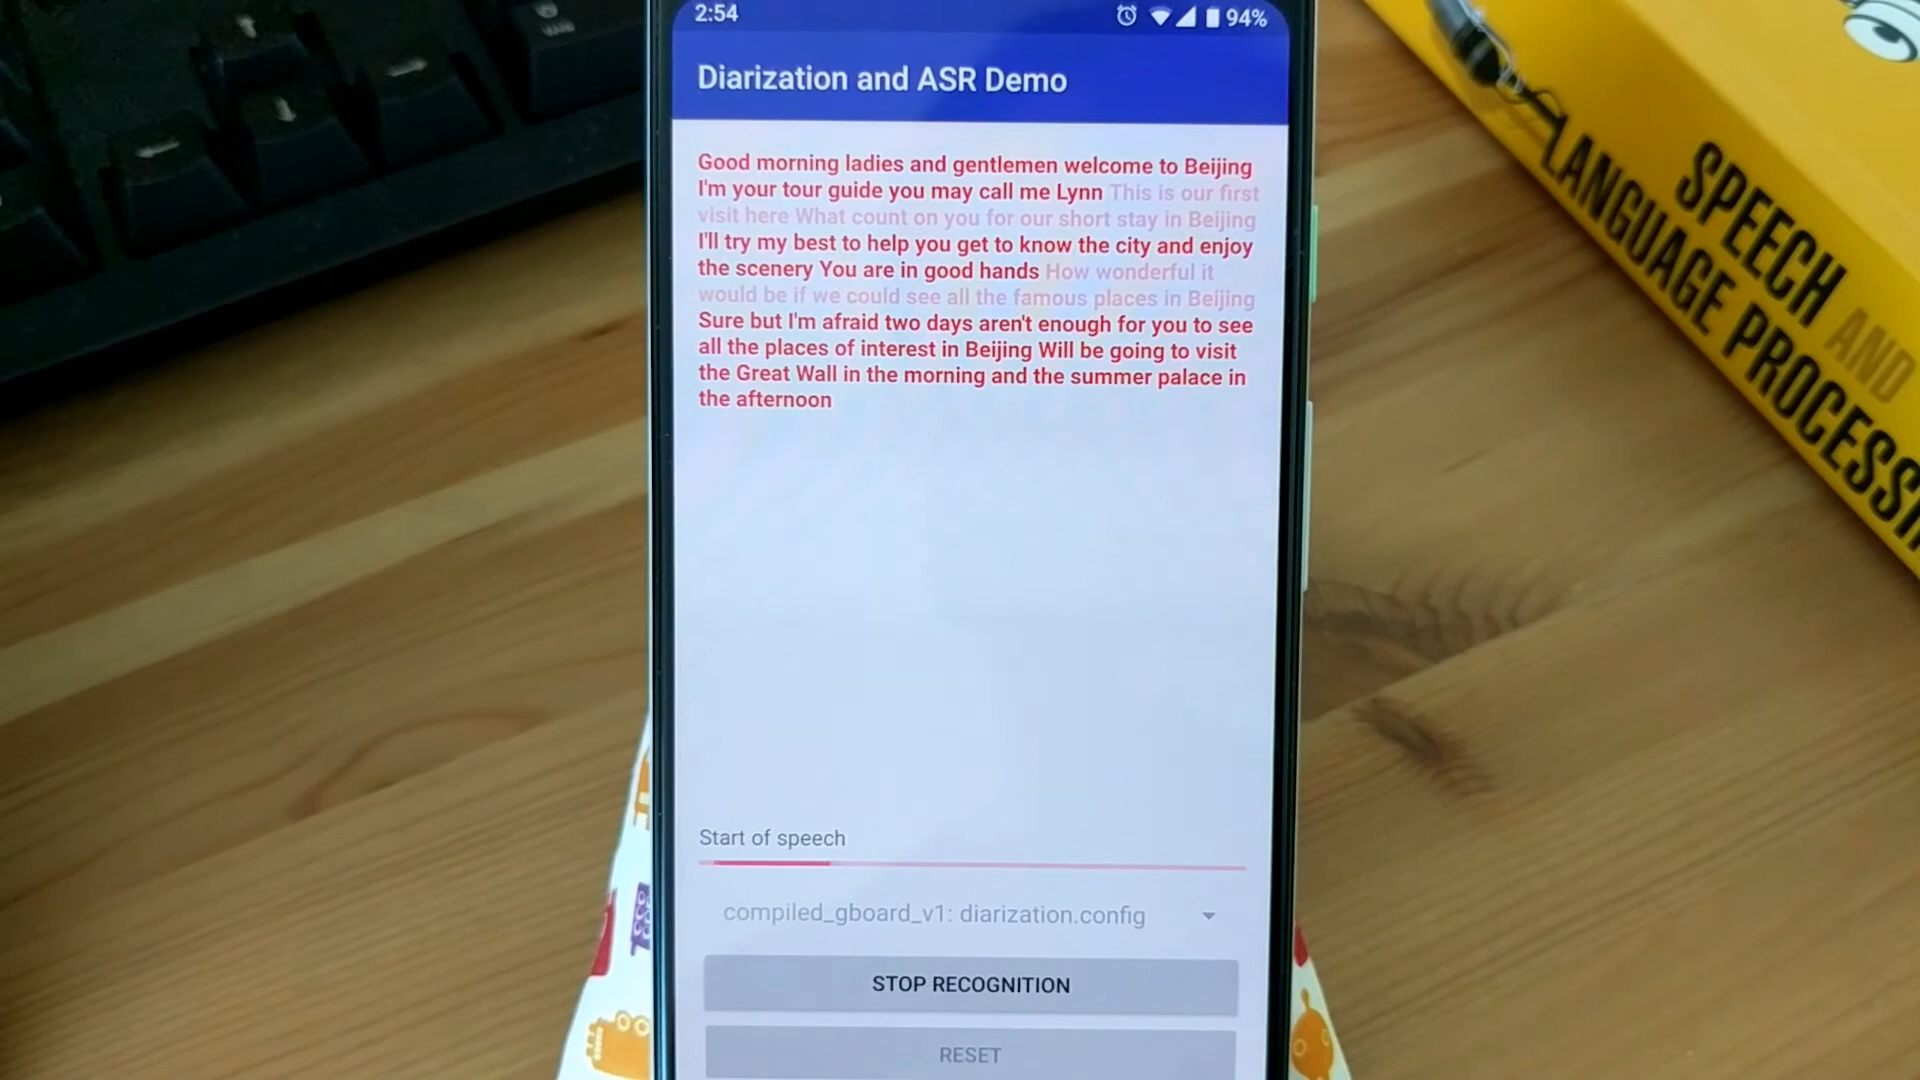 2:54
94%
Diarization and ASR Demo
Good morning ladies and gentlemen welcome to Beijing
I'm your tour guide you may call me Lynn This is our first
visit here What count on you for our short stay in Beijing
I'll try my best to help you get to know the city and enjoy
the scenery You are in good hands How wonderful it
would be if we could see all the famous places in Beijing
Sure but I'm afraid two days aren't enough for you to see
all the places of interest in Beijing Will be going to visit
the Great Wall in the morning and the summer palace in
the afternoon
Start of speech
compiled_gboard_v1: diarization.config
STOP RECOGNITION
RESET
SPEECH AND
LANGUAGE PROCESSIN